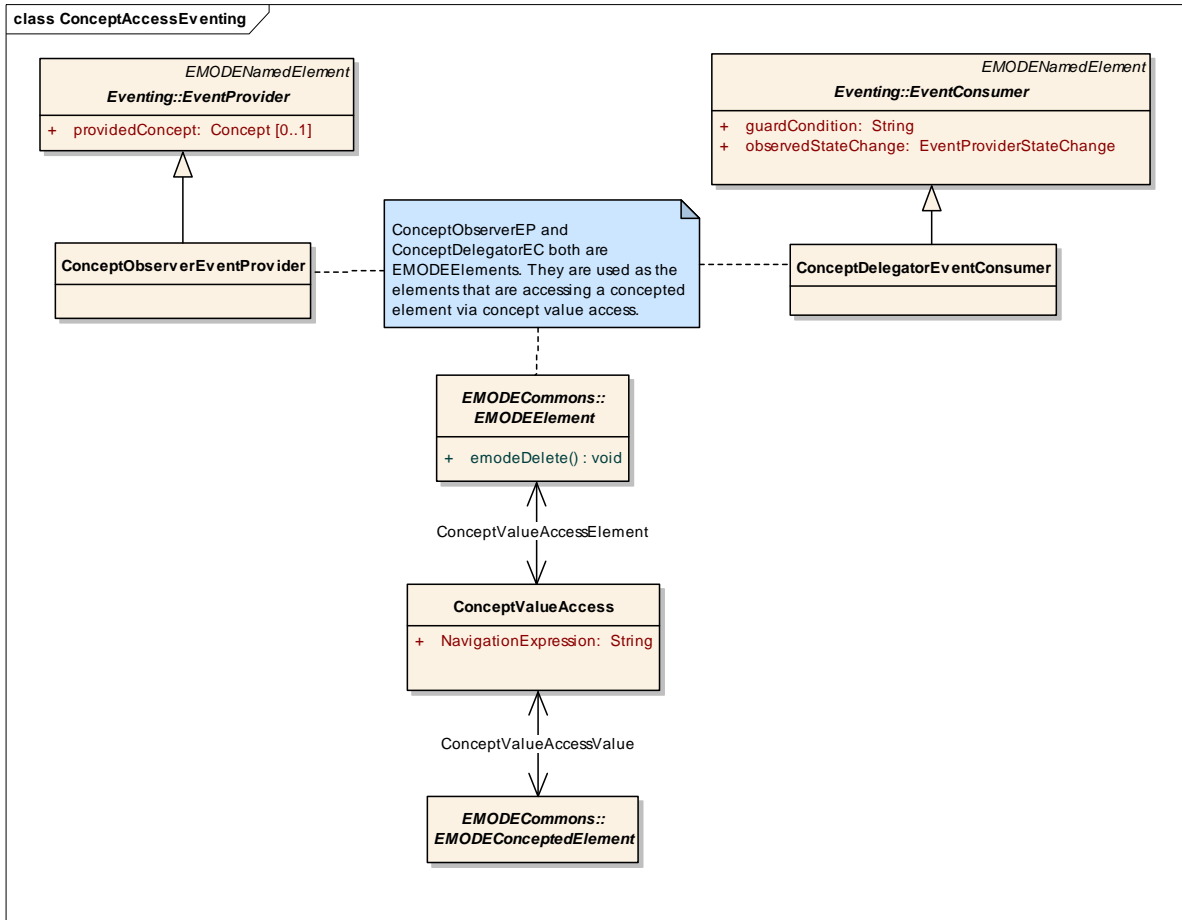 class ConceptAccessEventing
EMODENamedElement
Eventing::EventProvider
+ providedConcept: Concept [0..1]
EMODENamedElement
Eventing::EventConsumer
+ guardCondition: String
+ observedStateChange: EventProviderStateChange
ConceptObserverEventProvider
ConceptObserverEP and
ConceptDelegatorEC both are
EMODEElements. They are used as the
elements that are accessing a concepted
element via concept value access.
ConceptDelegatorEventConsumer
EMODECommons::
EMODEElement
+ emodeDelete() : void
ConceptValueAccessElement
ConceptValueAccess
+ NavigationExpression: String
ConceptValueAccessValue
EMODECommons::
EMODEConceptedElement